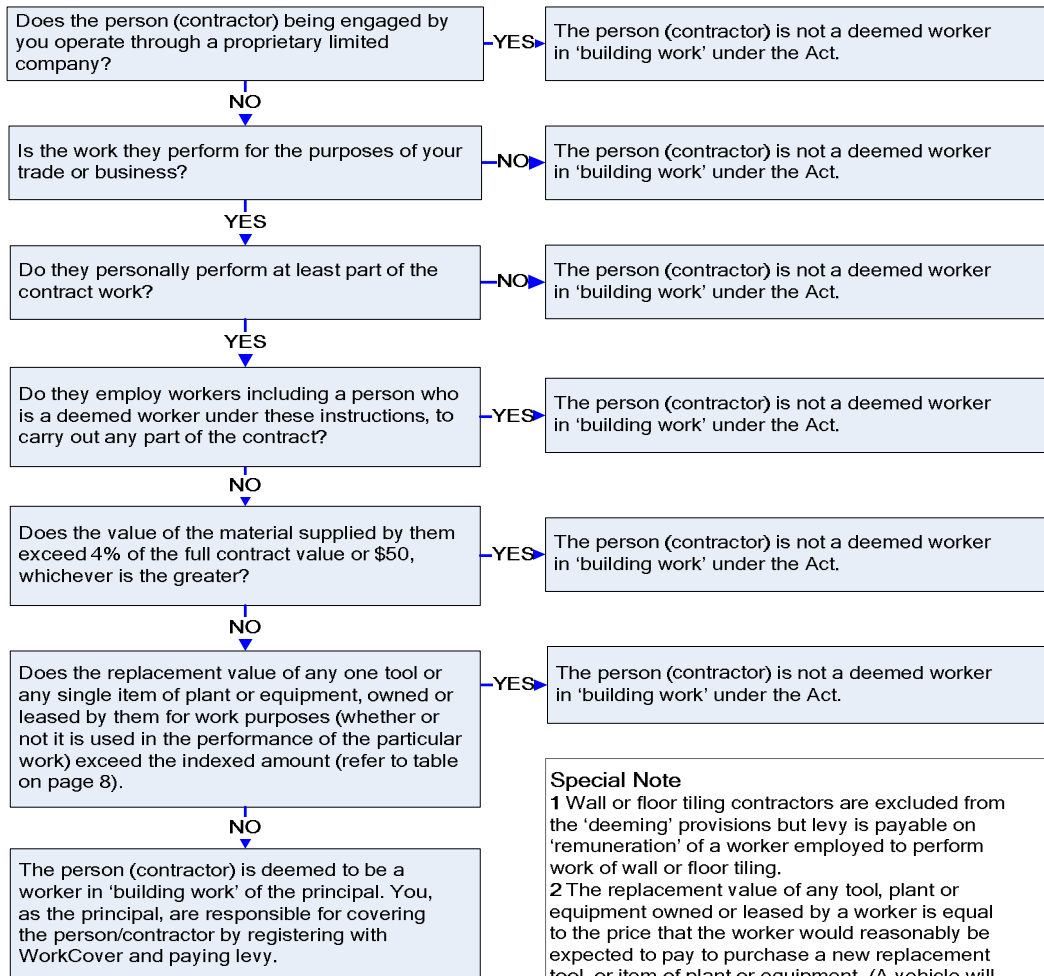 Does the person (contractor) being engaged by
you operate through a proprietary limited
company?
YES
The person (contractor) is not a deemed worker
in ‘building work’ under the Act.
NO
Is the work they perform for the purposes of your
trade or business?
NO
The person (contractor) is not a deemed worker
in ‘building work’ under the Act.
YES
Do they personally perform at least part of the
contract work?
NO
The person (contractor) is not a deemed worker
in ‘building work’ under the Act.
YES
Do they employ workers including a person who
is a deemed worker under these instructions, to
carry out any part of the contract?
YES
The person (contractor) is not a deemed worker
in ‘building work’ under the Act.
NO
Does the value of the material supplied by them
exceed 4% of the full contract value or $50,
whichever is the greater?
YES
The person (contractor) is not a deemed worker
in ‘building work’ under the Act.
NO
Does the replacement value of any one tool or
any single item of plant or equipment, owned or
leased by them for work purposes (whether or
not it is used in the performance of the particular
work) exceed the indexed amount (refer to table
on page 8).
YES
The person (contractor) is not a deemed worker
in ‘building work’ under the Act.
NO
The person (contractor) is deemed to be a
worker in ‘building work’ of the principal. You,
as the principal, are responsible for covering
the person/contractor by registering with
WorkCover and paying levy.
Special Note
1 Wall or floor tiling contractors are excluded from
the ‘deeming’ provisions but levy is payable on
‘remuneration’ of a worker employed to perform
work of wall or floor tiling.
2 The replacement value of any tool, plant or
equipment owned or leased by a worker is equal
to the price that the worker would reasonably be
expected to pay to purchase a new replacement
tool, or item of plant or equipment. (A vehicle will